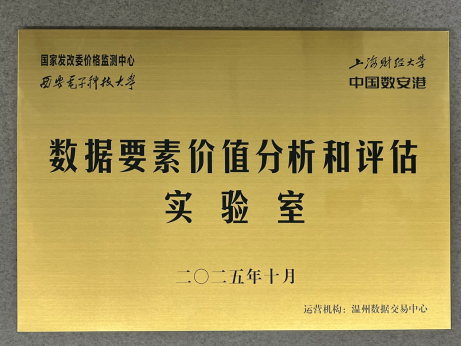 国家发改委价格监测中心
西安电子科技大学
上海财经大学
中国数安港
数据要素价值分析和评估
实验室
二〇二五年十月
运营机构：温州数据交易中心